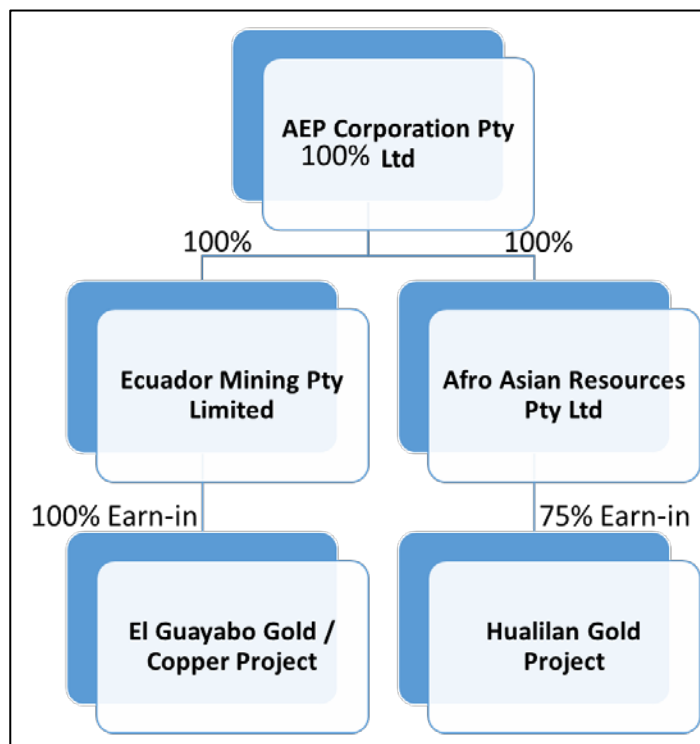 AEP Corporation Pty
100% Ltd
100%
100%
Ecuador Mining Pty
Limited
Afro Asian Resources
Pty Ltd
100% Earn-in
75% Earn-in
El Guayabo Gold /
Copper Project
Hualilan Gold
Project